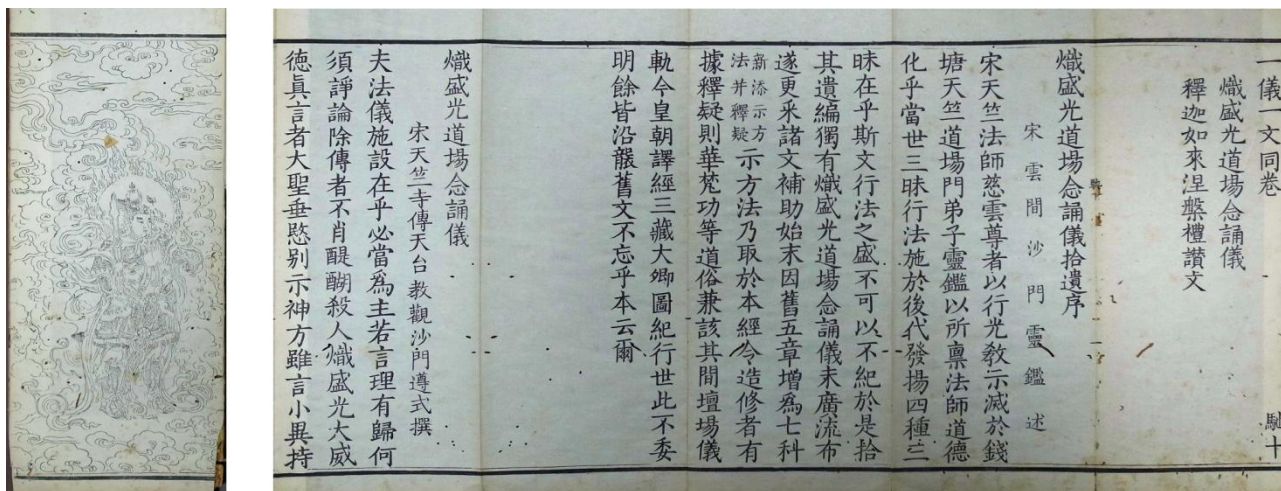 一儀一文同卷 馳十
熾盛光道場念誦儀
釋迦如來涅槃禮讚文
熾盛光道場念誦儀拾遺序
宋雲間沙門靈鑑述
宋天竺法師慈雲尊者以行光教示滅於錢
塘天竺道場門弟子靈鑑以所禀法師道德
化乎當世三昧行法施於後代發揚四種三
昧在乎斯文行法之盛不可以不紀於是拾
其遺編獨有熾盛光道場念誦儀未廣流布
遂更采諸文補助始末因舊五章增為七科
新添示方
法并釋疑
示方法乃取於本經令造修者有
據釋疑則華梵功等道俗兼該其間壇場儀
軌今皇朝譯經三藏大卿圖紀行世此不委
明餘皆沿襲舊文不忘乎本云爾
熾盛光道場念誦儀
宋天竺寺傳天台教觀沙門遵式撰
夫法儀施設在乎必當爲主若言理有歸何
須諍論除傳者不肖醍醐殺人熾盛光大威
徳眞言者大聖垂愍别示神方雖言小異持